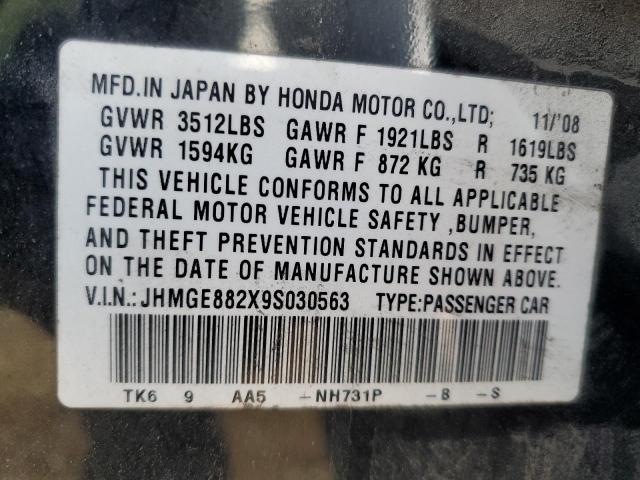 MFD.IN JAPAN BY HONDA MOTOR CO.,LTD; 11/'08
GVWR 3512LBS GAWR F 1921LBS R 1619LBS
GVWR 1594KG GAWR F 872 KG R 735 KG
THIS VEHICLE CONFORMS TO ALL APPLICABLE
FEDERAL MOTOR VEHICLE SAFETY ,BUMPER,
AND THEFT PREVENTION STANDARDS IN EFFECT
ON THE DATE OF MANUFACTURE SHOWN ABOVE.
V.I.N.:JHMGE882X9S030563 TYPE:PASSENGER CAR
TK6 9 AA5 -NH731P -B -S